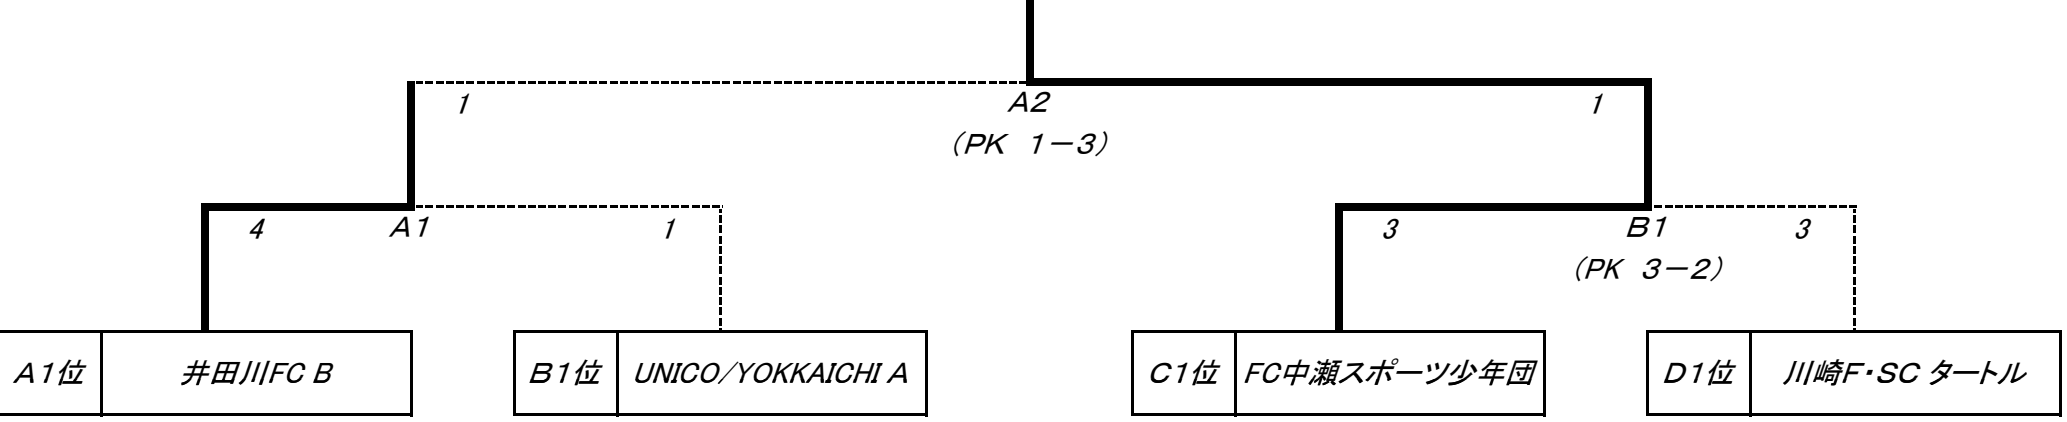 1 A2 1
（PK 1－3）
4 A1 1 3 B1 3
（PK 3－2）
A1位 井田川FC B B1位 UNICO/YOKKAICHI A C1位 FC中瀬スポーツ少年団 D1位 川崎F・SC タートル